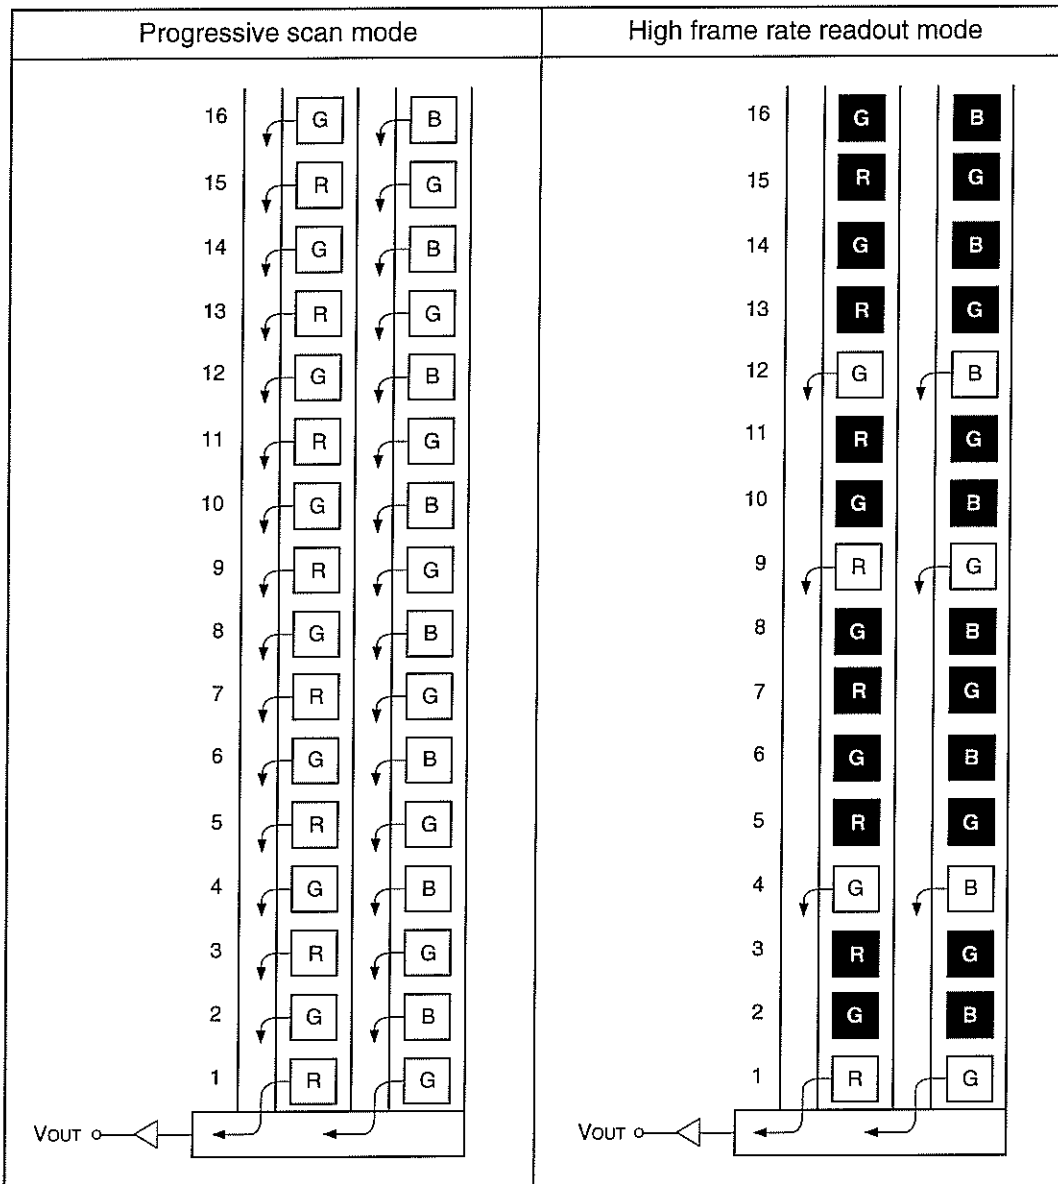 Progressive scan mode High frame rate readout mode
16 G B 16 G B
15 R G 15 R G
14 G B 14 G B
13 R G 13 R G
12 G B 12 G B
11 R G 11 R G
10 G B 10 G B
9 R G 9 R G
8 G B 8 G B
7 R G 7 R G
6 G B 6 G B
5 R G 5 R G
4 G B 4 G B
3 R G 3 R G
2 G B 2 G B
1 R G 1 R G
VOUT VOUT